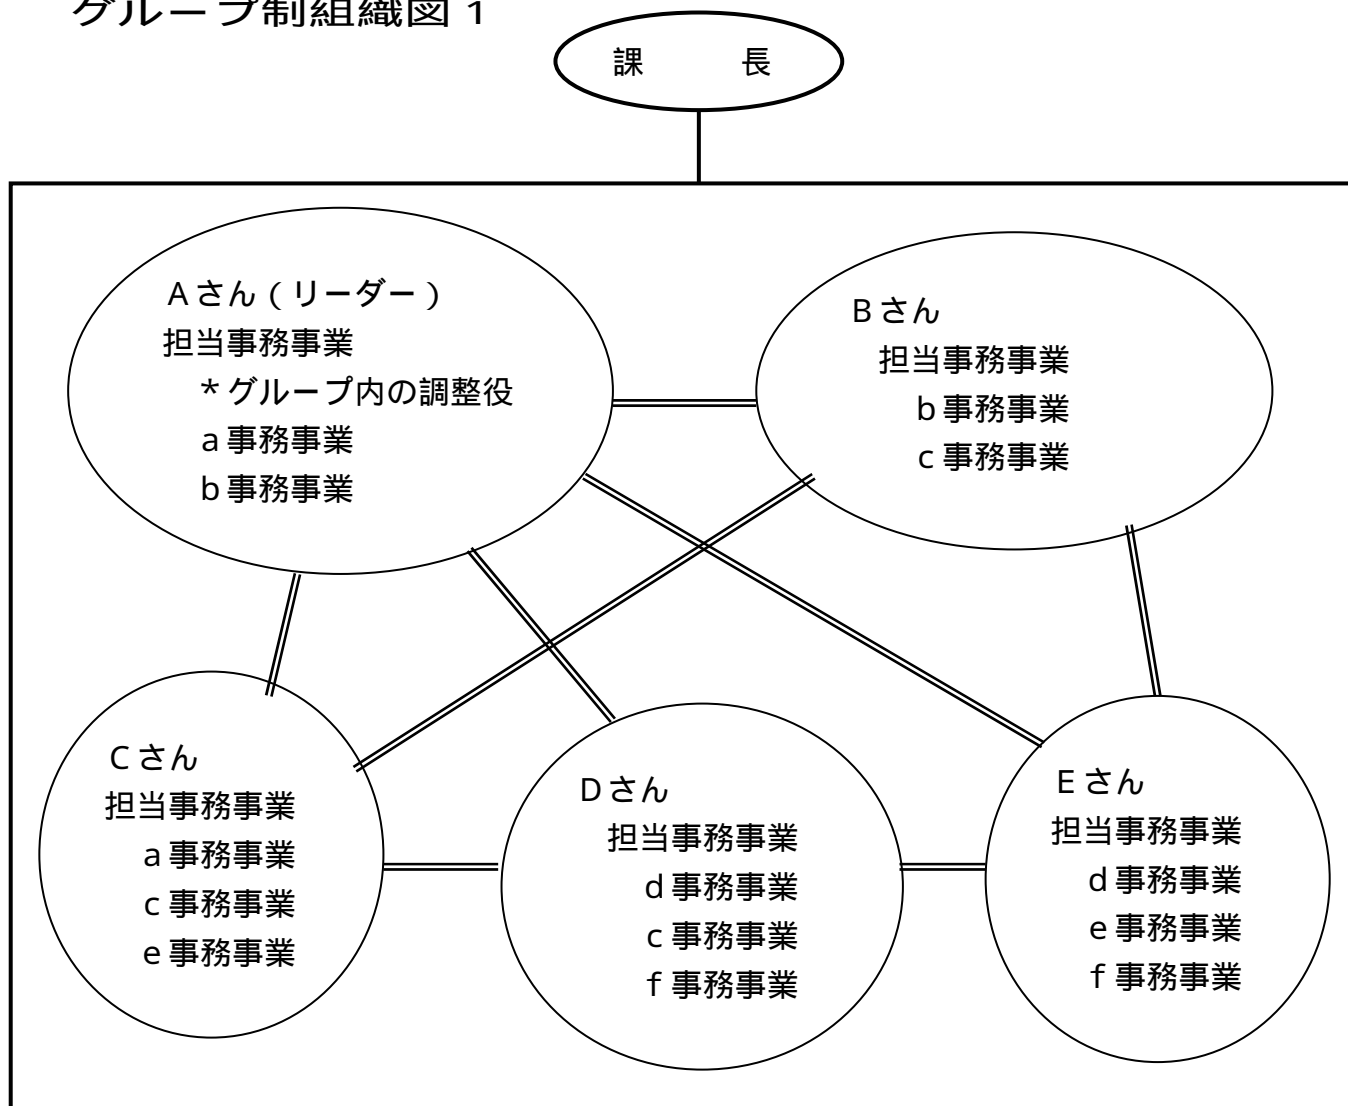 グループ制組織図1
課　　　長
Aさん（リーダー）
担当事務事業
*グループ内の調整役
a事務事業
b事務事業
Bさん
担当事務事業
b事務事業
c事務事業
Cさん
担当事務事業
a事務事業
c事務事業
e事務事業
Dさん
担当事務事業
d事務事業
c事務事業
f事務事業
Eさん
担当事務事業
d事務事業
e事務事業
f事務事業